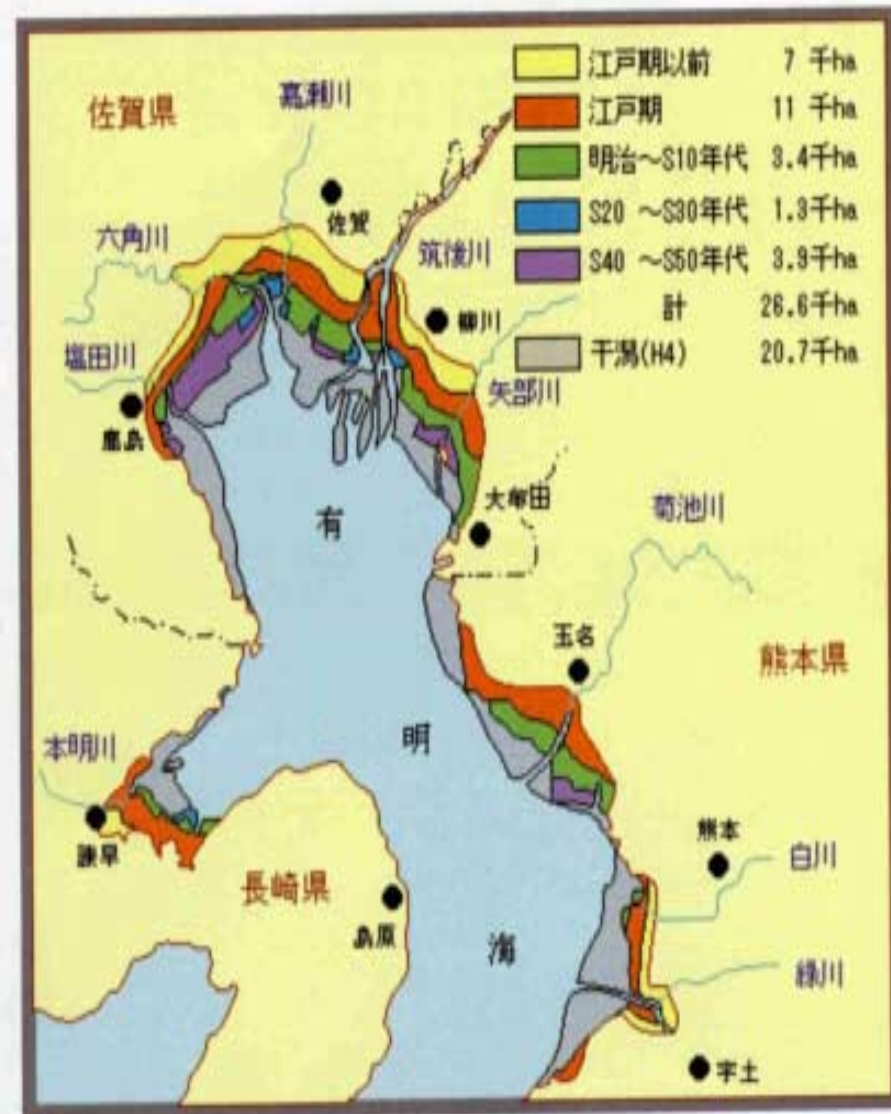 江戸期以前 7 千ha
江戸期 11 千ha
明治～S10年代 3.4千ha
S20 ～S30年代 1.3千ha
S40 ～S50年代 3.9千ha
計 26.6千ha
干潟(H4) 20.7千ha
佐賀県
嘉瀬川
佐賀
六角川
筑後川
柳川
塩田川
矢部川
鹿島
大牟田
有
菊池川
玉名
熊本県
明
本明川
諫早
熊本
白川
長崎県
島原
海
緑川
宇土